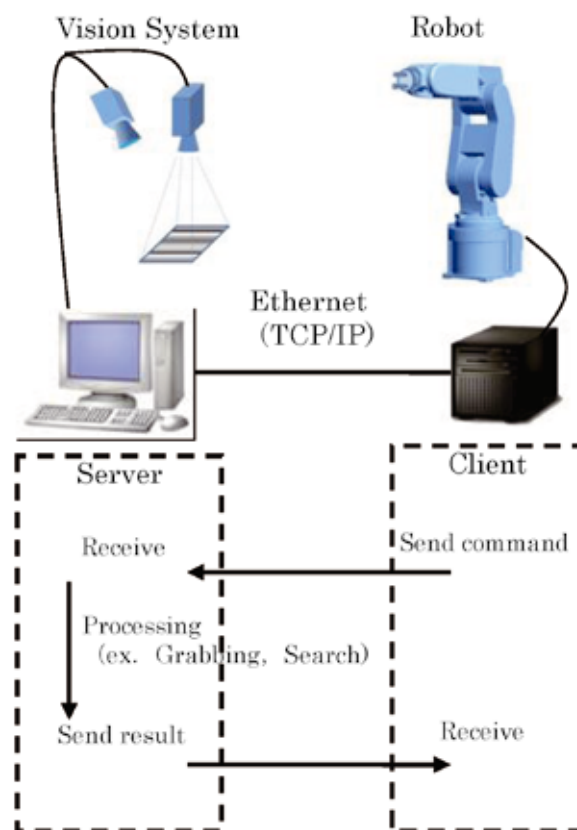 Vision System
Robot
Ethernet
(TCP/IP)
Server
Client
Receive
Send command
Processing
(ex. Grabbing, Search)
Send result
Receive